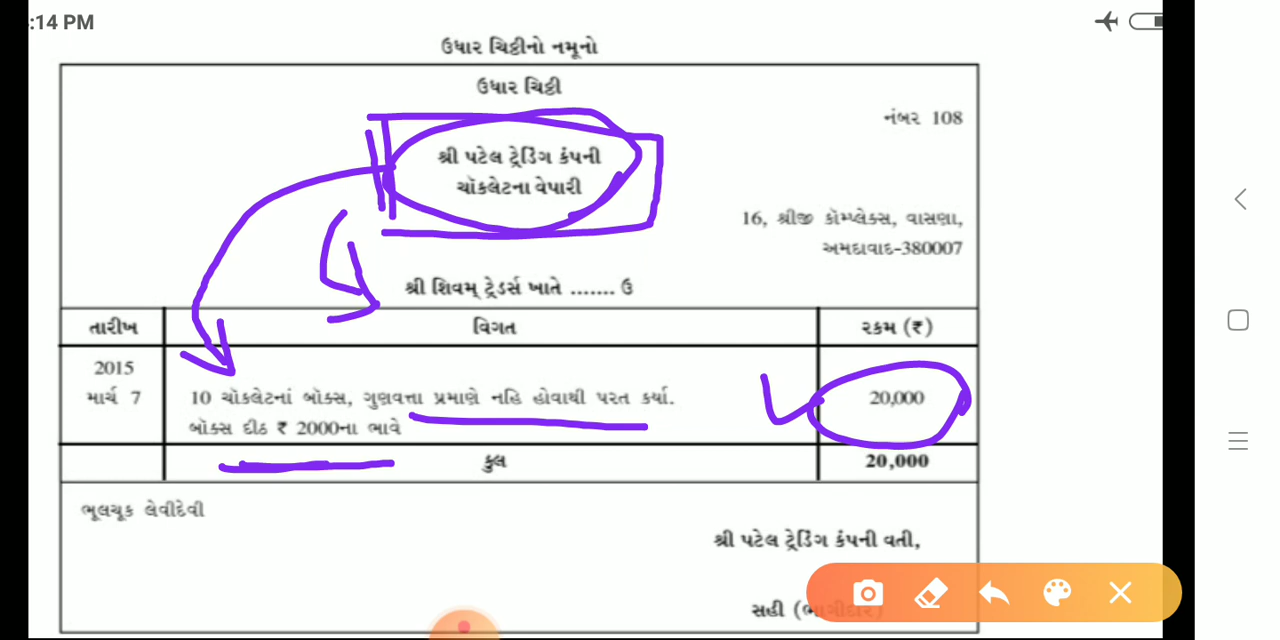 :14 PM
ઉધાર ચિઠ્ઠીનો નમૂનો
ઉધાર ચિઠ્ઠી
નંબર 108
શ્રી પટેલ ટ્રેડિંગ કંપની
ચૉકલેટના વેપારી
16, શ્રીજી કૉમ્પ્લેક્સ, વાસણા,
અમદાવાદ-380007
શ્રી શિવમ્ ટ્રેડર્સ ખાતે ....... ઉ
તારીખ વિગત રકમ (₹)
2015
માર્ચ 7 10 ચૉકલેટનાં બૉક્સ, ગુણવત્તા પ્રમાણે નહિ હોવાથી પરત કર્યા. 20,000
બૉક્સ દીઠ ₹ 2000ના ભાવે
કુલ 20,000
ભૂલચૂક લેવીદેવી
શ્રી પટેલ ટ્રેડિંગ કંપની વતી,
સહી (ભાગીદાર)